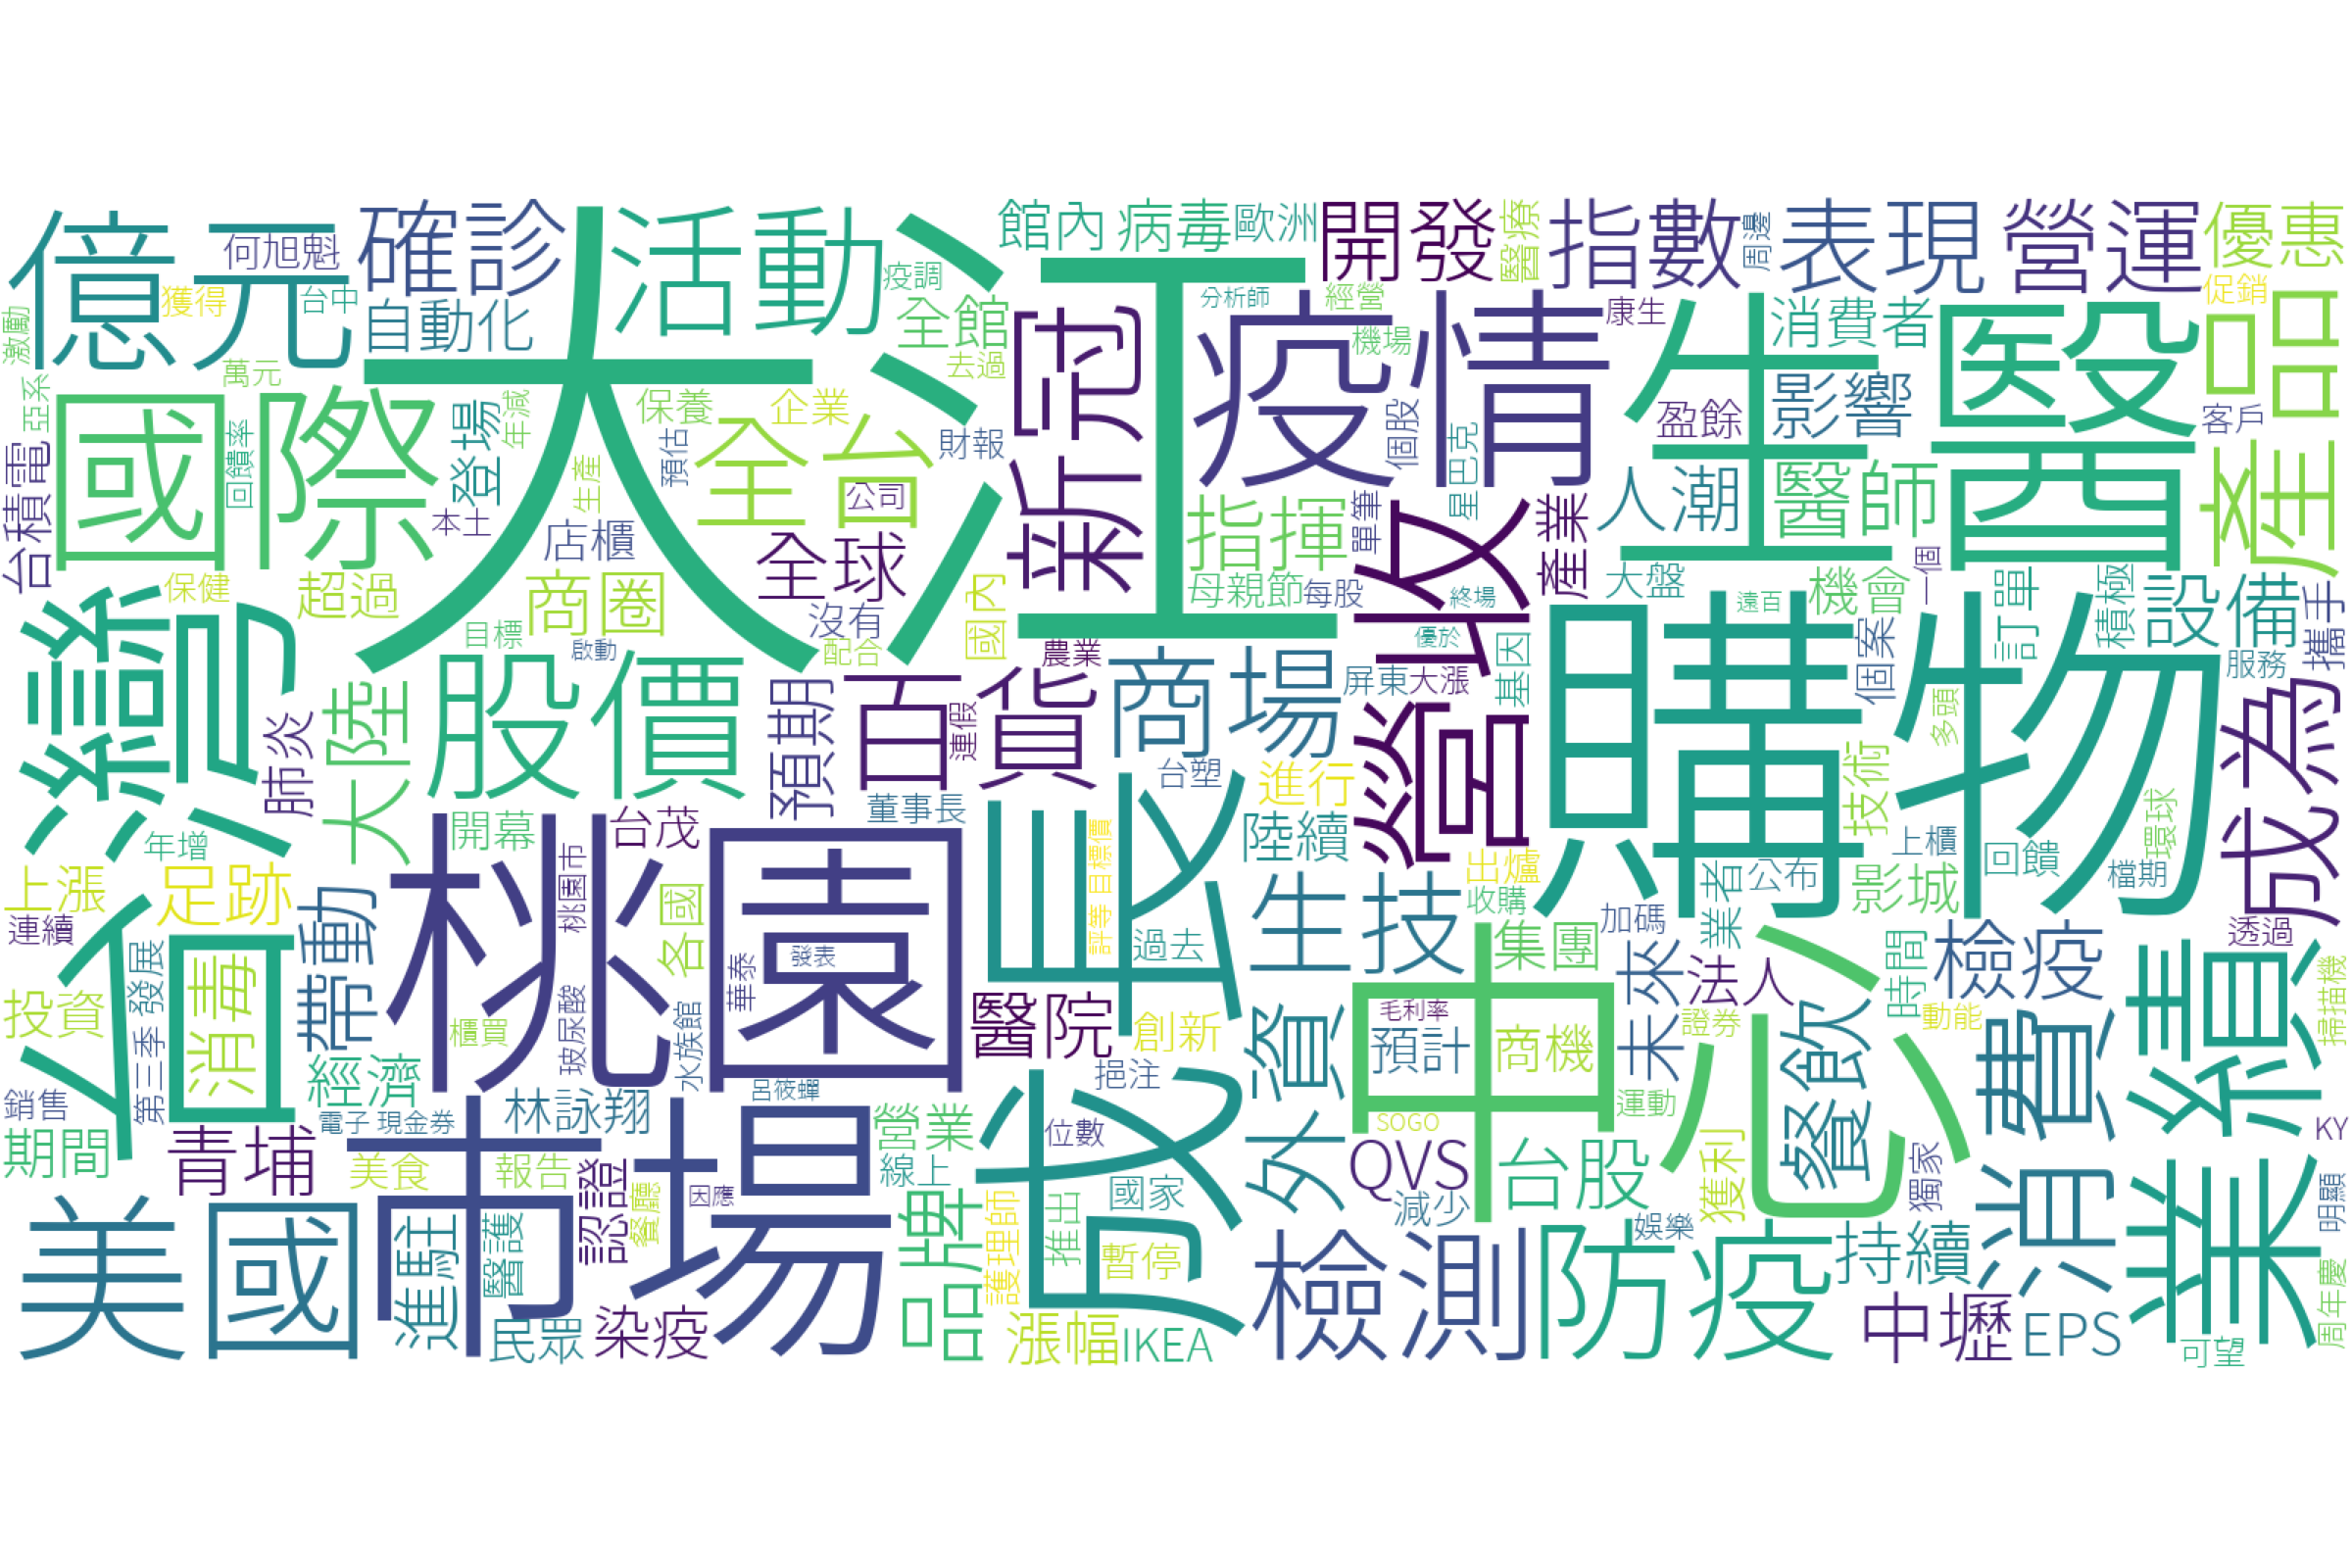 大江
購物
中心
生醫
疫情
桃園
市場
成長
台灣
國際
億元
活動
確診
自動化
何旭魁
獲得
台中
激勵
萬元
亞系
回饋率
年減
登場
台積電
保健
超過
本土
店櫃
生產
商圈
目標
啟動
保養
預估
企業
全台
公司
全球
沒有
配合
財報
全館
疫調
去過
國內
館內
病毒
歐洲
新冠
分析師
經營
機場
個股
星巴克
指揮
母親節
每股
單筆
終場
開發
醫療
指數
周邊
表現
營運
優惠
促銷
產品
客戶
康生
消費者
影響
盈餘
人潮
醫師
產業
大盤
機會
一個
訂單
積極
設備
攜手
服務
個案
遠百
優於
基因
屏東
大漲
農業
營收
商場
台塑
百貨
連假
預期
董事長
股價
大陸
肺炎
年增
開幕
台茂
上漲
足跡
連續
帶動
消毒
投資
發展
第三季
銷售
期間
經濟
櫃買
各國
桃園市
玻尿酸
水族館
華泰
發表
呂筱蟬
林詠翔
電子
現金券
青埔
美食
報告
美國
進駐
醫護
認證
餐廳
因應
民眾
染疫
營業
線上
品牌
護理師
推出
暫停
國家
漲幅
IKEA
位數
挹注
創新
醫院
過去
評等
目標價
進行
陸續
生技
外資
出爐
收購
集團
加碼
業者
公布
上櫃
回饋
影城
技術
多頭
環球
檔期
成為
透過
法人
未來
時間
檢疫
證券
動能
毛利率
預計
商機
SOGO
QVS
減少
台股
運動
娛樂
獲利
餐飲
獨家
消費
業績
掃描機
KY
明顯
周年慶
可望
EPS
中壢
持續
防疫
檢測